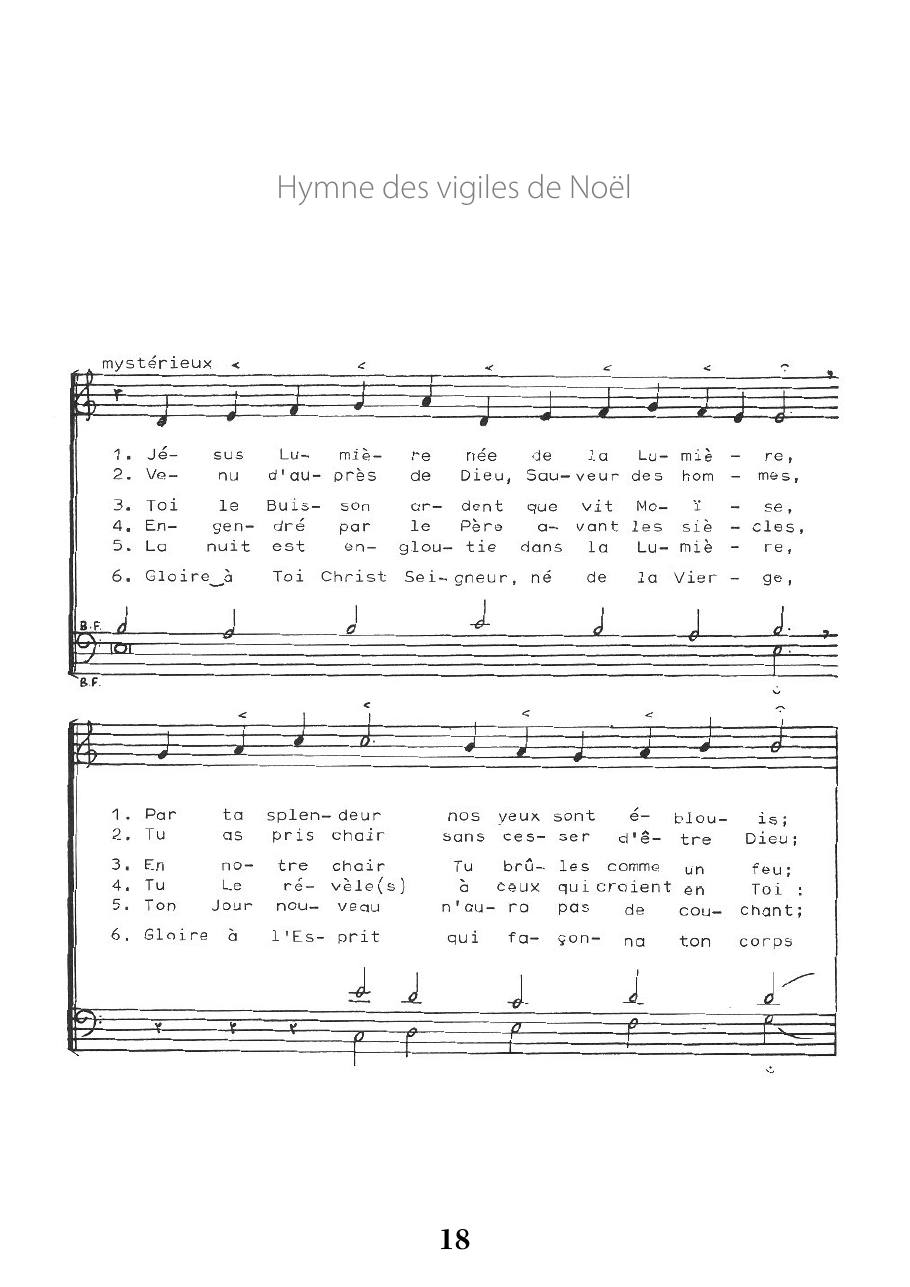 Hymne des vigiles de Noël
mystérieux
1. Jé- sus Lu- miè- re née de la Lu- miè - re,
2. Ve- nu d'au- près de Dieu, Sau- veur des hom - mes,
3. Toi le Buis- son ar- dent que vit Mo- ï - se,
4. En- gen- dré par le Père a- vant les siè - cles,
5. La nuit est en- glou- tie dans la Lu- miè - re,
6. Gloire à Toi Christ Sei- gneur, né de la Vier - ge,
B.F.
B.F.
1. Par ta splen- deur nos yeux sont é- blou- is;
2. Tu as pris chair sans ces- ser d'ê- tre Dieu;
3. En no- tre chair Tu brû- les comme un feu;
4. Tu Le ré- vèle(s) à ceux qui croient en Toi :
5. Ton Jour nou- veau n'au- ra pas de cou- chant;
6. Gloire à l'Es- prit qui fa- çon- na ton corps
18